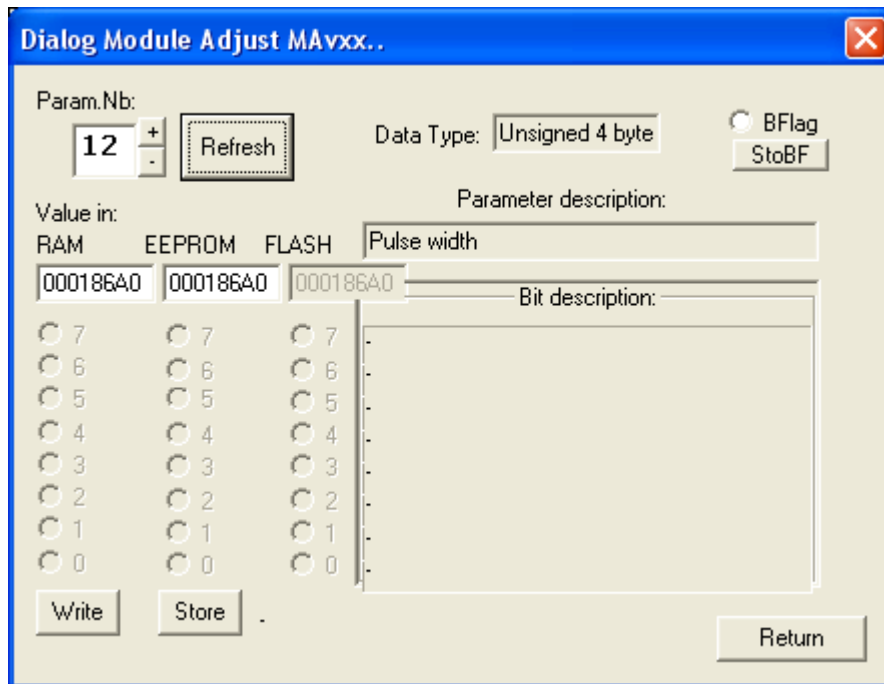 Dialog Module Adjust MAvxx..
Param.Nb:
12 + - Refresh Data Type: Unsigned 4 byte BFlag
StoBF
Value in: Parameter description:
RAM EEPROM FLASH Pulse width
000186A0 000186A0 000186A0
Bit description:
7 7 7 -
6 6 6 -
5 5 5 -
4 4 4 -
3 3 3 -
2 2 2 -
1 1 1 -
0 0 0 -
Write Store .
Return